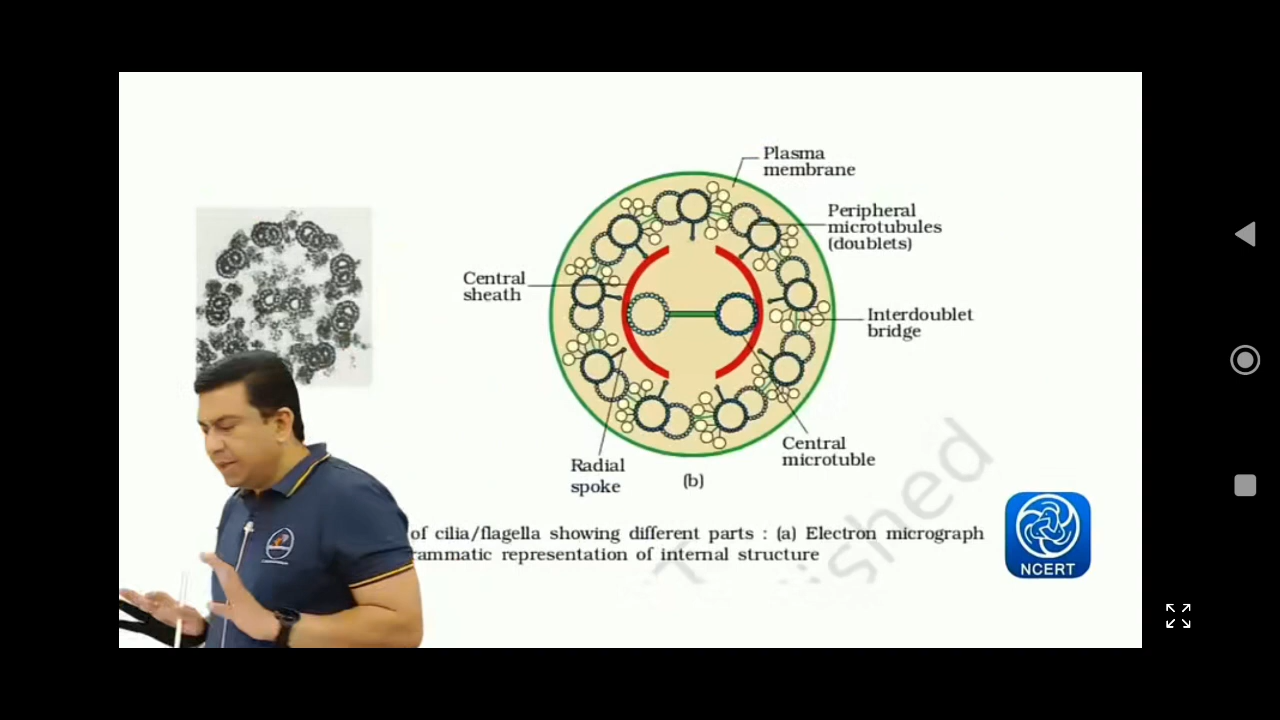 Plasma
membrane
Peripheral
microtubules
(doublets)
Central
sheath
Interdoublet
bridge
Central
microtuble
Radial
spoke
(b)
of cilia/flagella showing different parts : (a) Electron micrograph
rammatic representation of internal structure
NCERT